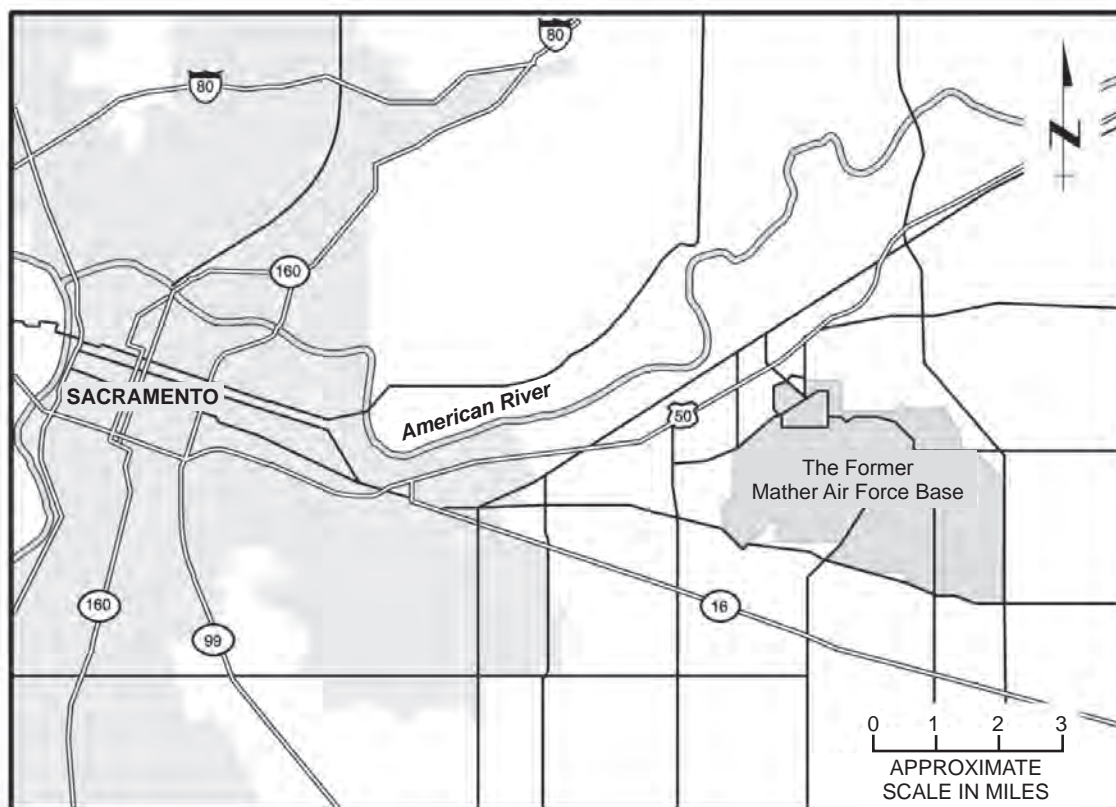 80
80
N
160
SACRAMENTO
American River
50
The Former
Mather Air Force Base
160
99
16
0 1 2 3
APPROXIMATE
SCALE IN MILES